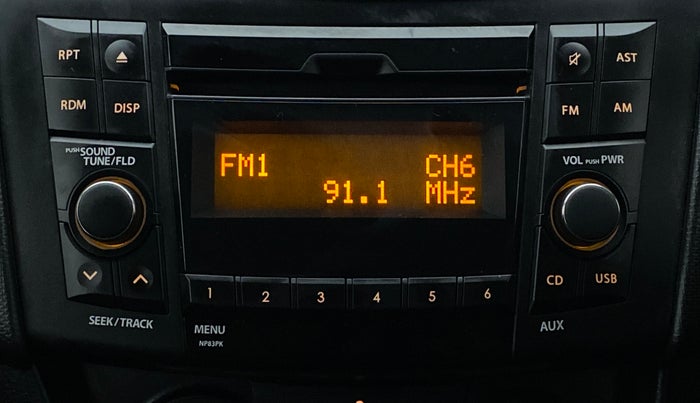 RPT
AST
RDM DISP
FM AM
PUSH SOUND
TUNE/FLD
VOL PUSH PWR
FM1 CH6
91.1 MHz
CD USB
1 2 3 4 5 6
SEEK/TRACK
MENU
AUX
NP83PK